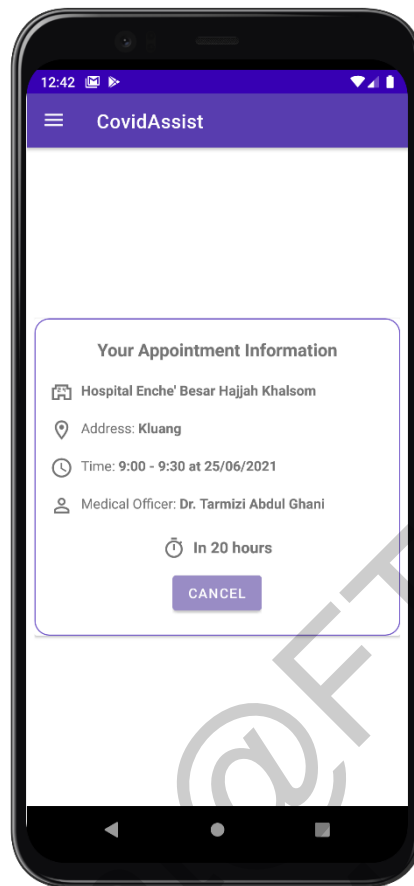 12:42
CovidAssist
Your Appointment Information
Hospital Enche' Besar Hajjah Khalsom
Address: Kluang
Time: 9:00 - 9:30 at 25/06/2021
Medical Officer: Dr. Tarmizi Abdul Ghani
In 20 hours
CANCEL
@FT